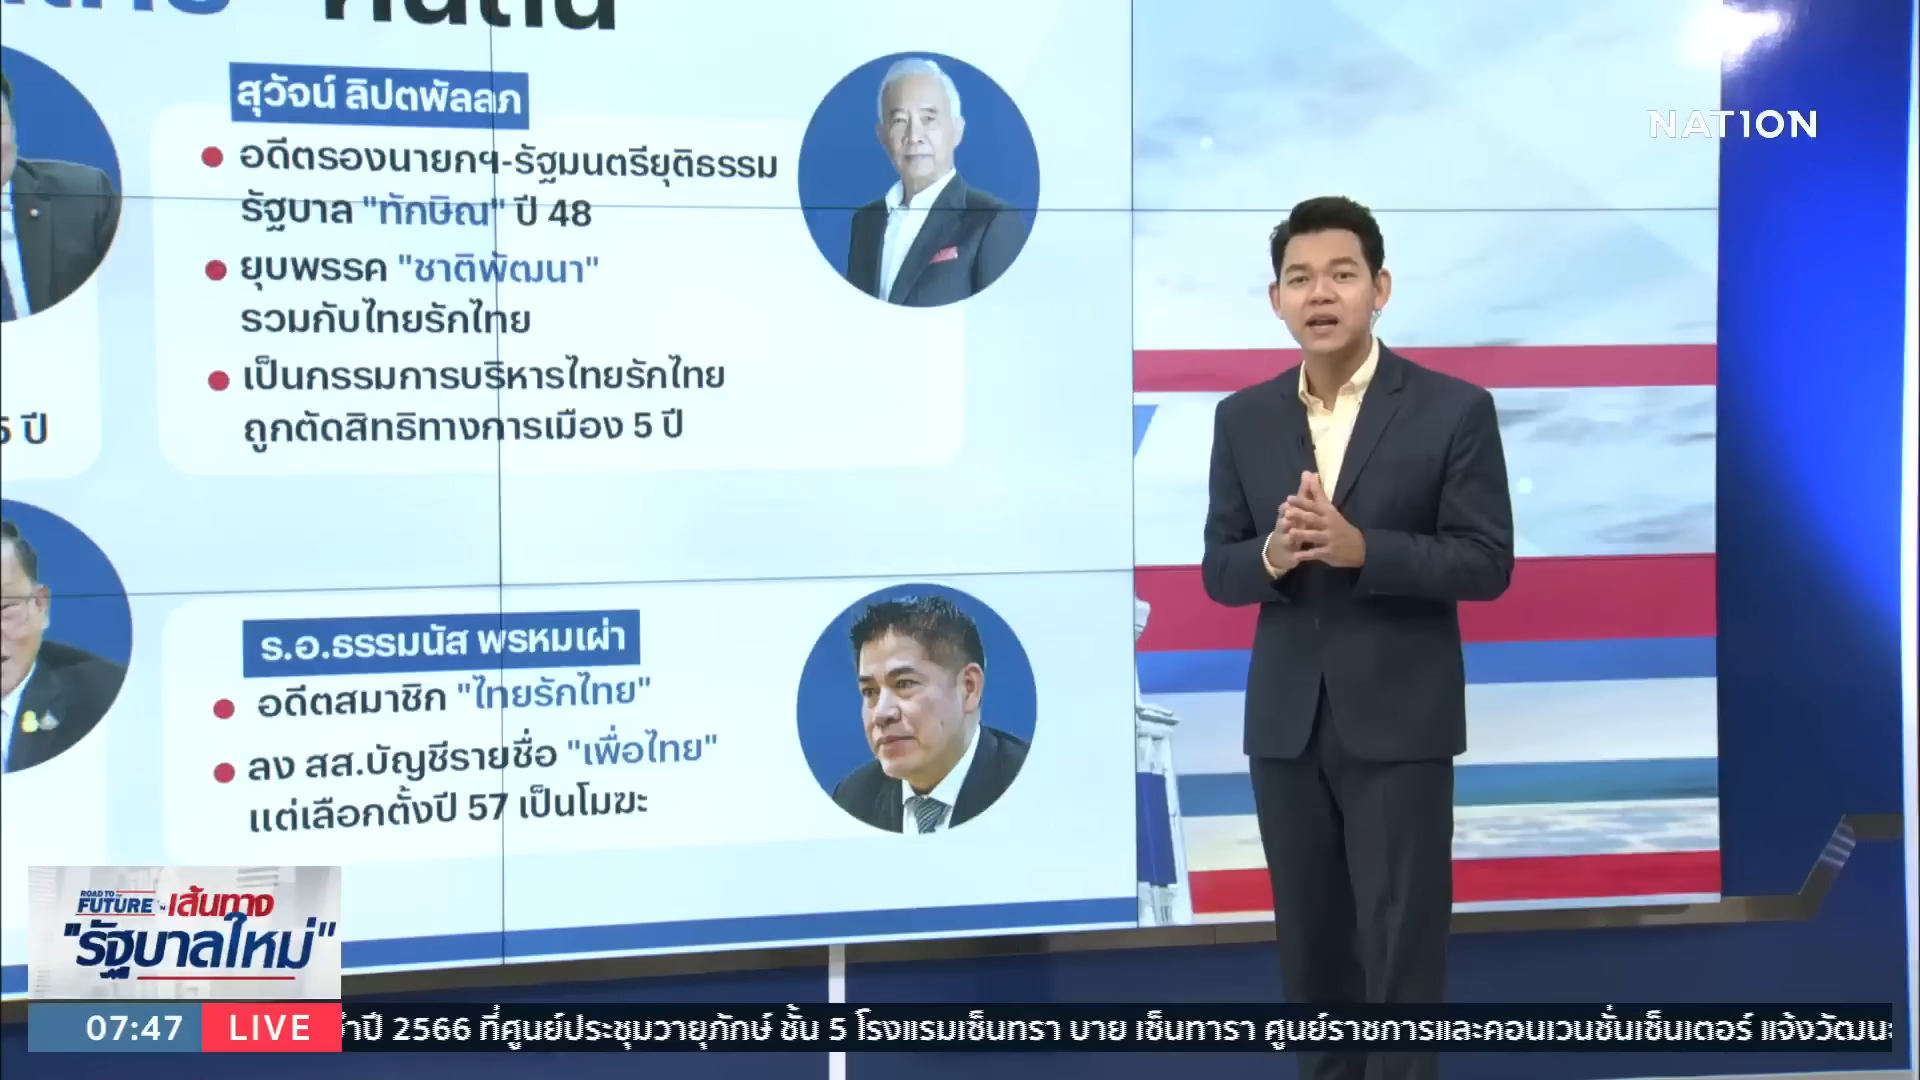 NATION
สุวัจน์ ลิปตพัลลภ
อดีตรองนายกฯ-รัฐมนตรียุติธรรม
รัฐบาล "ทักษิณ" ปี 48
ยุบพรรค "ชาติพัฒนา"
รวมกับไทยรักไทย
เป็นกรรมการบริหารไทยรักไทย
ถูกตัดสิทธิทางการเมือง 5 ปี
5 ปี
ร.อ.ธรรมนัส พรหมเผ่า
อดีตสมาชิก "ไทยรักไทย"
ลง สส.บัญชีรายชื่อ "เพื่อไทย"
แต่เลือกตั้งปี 57 เป็นโมฆะ
ROAD TO
FUTURE เส้นทาง
"รัฐบาลใหม่"
07:47 LIVE ปี 2566 ที่ศูนย์ประชุมวายุภักษ์ ชั้น 5 โรงแรมเซ็นทรา บาย เซ็นทารา ศูนย์ราชการและคอนเวนชั่นเซ็นเตอร์ แจ้งวัฒนะ